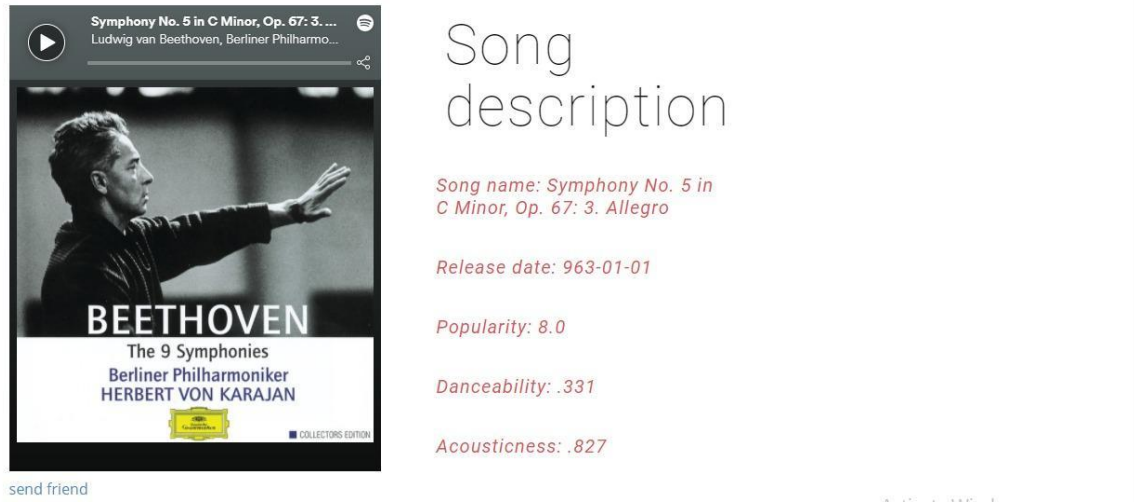 Symphony No. 5 in C Minor, Op. 67: 3. ...
Ludwig van Beethoven, Berliner Philharmo...
BEETHOVEN
The 9 Symphonies
Berliner Philharmoniker
HERBERT VON KARAJAN
COLLECTORS EDITION
send friend
Song
description
Song name: Symphony No. 5 in
C Minor, Op. 67: 3. Allegro
Release date: 963-01-01
Popularity: 8.0
Danceability: .331
Acousticness: .827